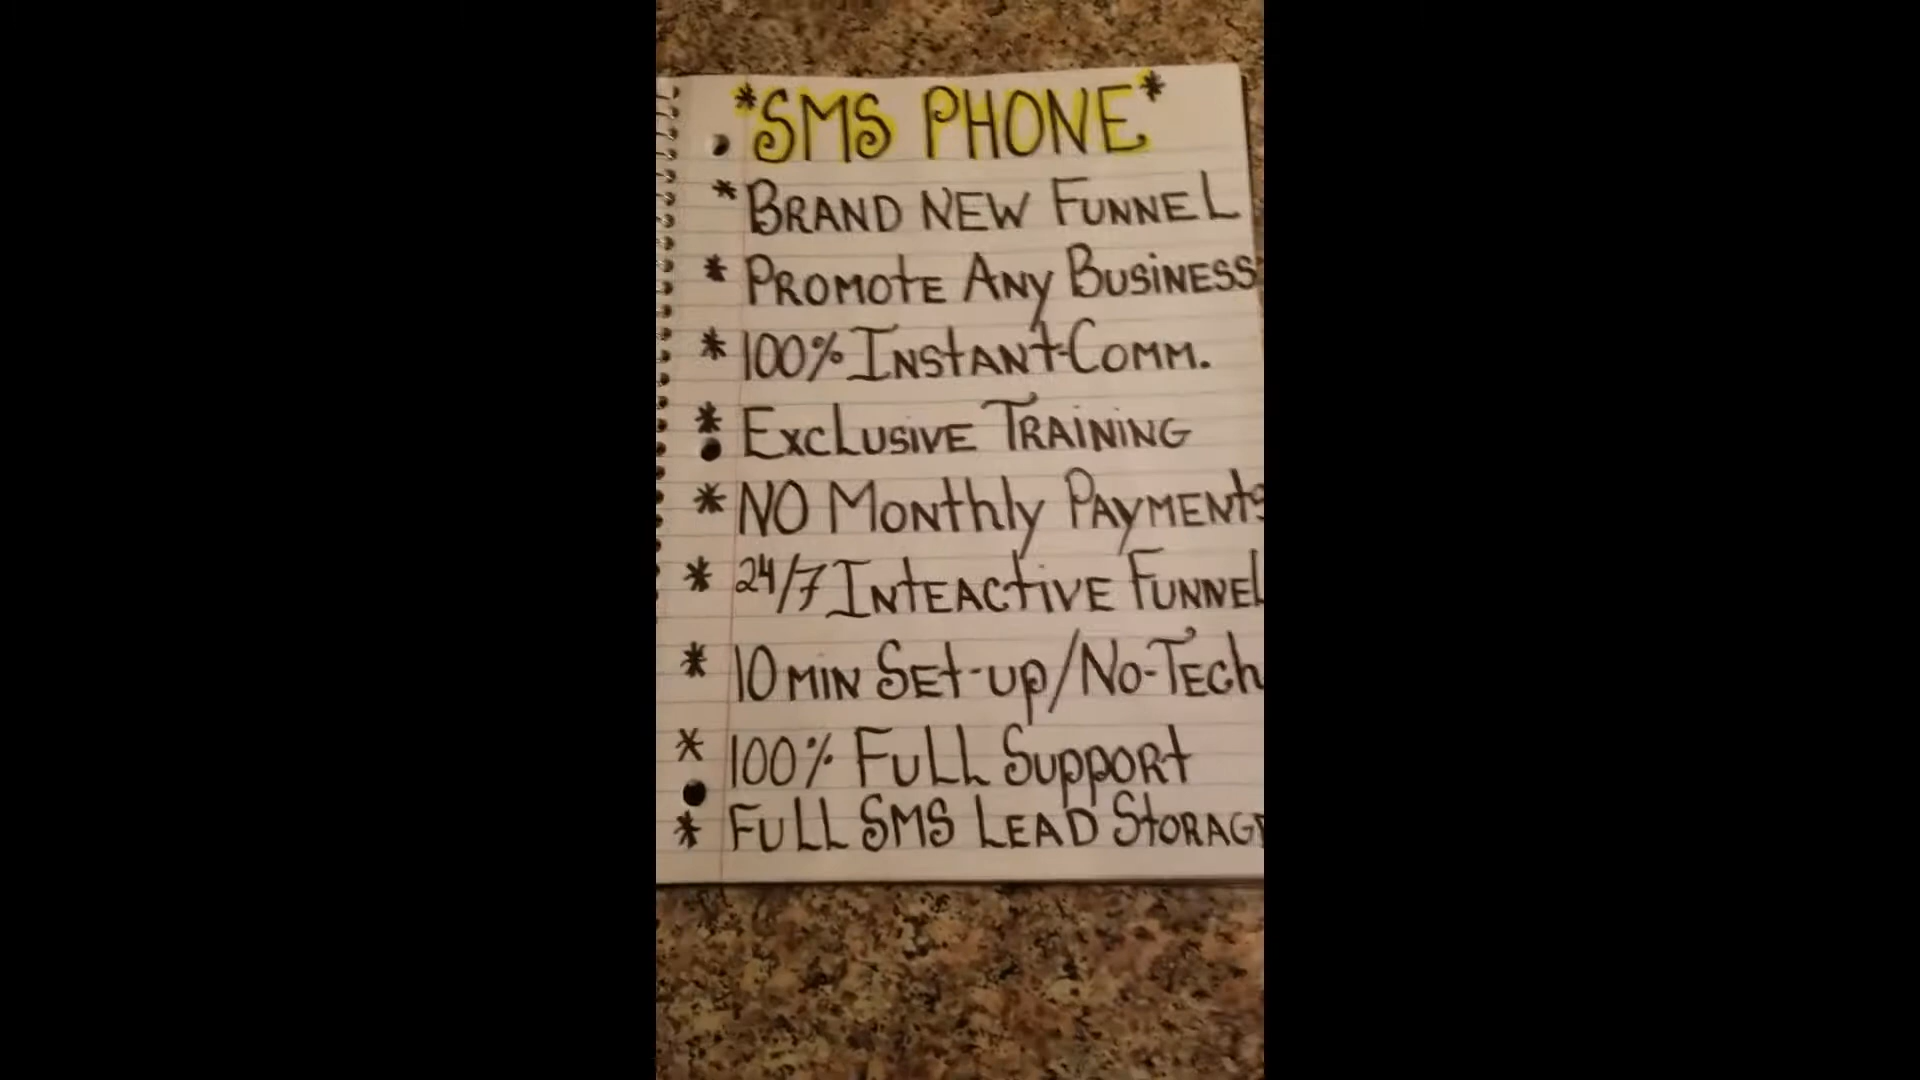 *SMS PHONE*
* BRAND NEW FUNNEL
* PROMOTE ANY BUSINESS
* 100% INSTANT-COMM.
* EXCLUSIVE TRAINING
* NO MONTHLY PAYMENTS
* 24/7 INTEACTIVE FUNNEL
* 10 MIN SET-UP/NO-TECH
* 100% FULL SUPPORT
* FULL SMS LEAD STORAGE